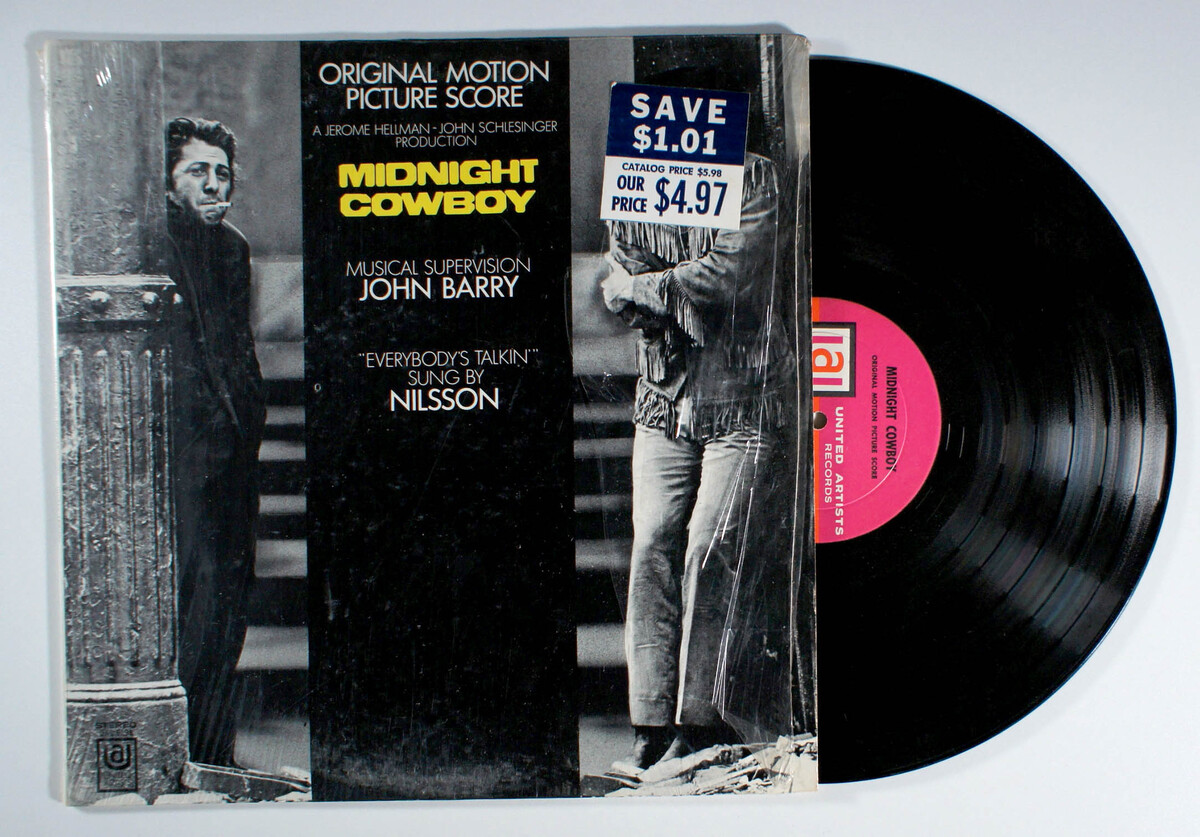 ORIGINAL MOTION
PICTURE SCORE
A JEROME HELLMAN-JOHN SCHLESINGER
PRODUCTION
MIDNIGHT
COWBOY
MUSICAL SUPERVISION
JOHN BARRY
"EVERYBODY'S TALKIN'"
SUNG BY
NILSSON
SAVE
$1.01
CATALOG PRICE $5.98
OUR
PRICE $4.97
STEREO
ua
ua
UNITED ARTISTS
RECORDS
MIDNIGHT COWBOY
ORIGINAL MOTION PICTURE SCORE